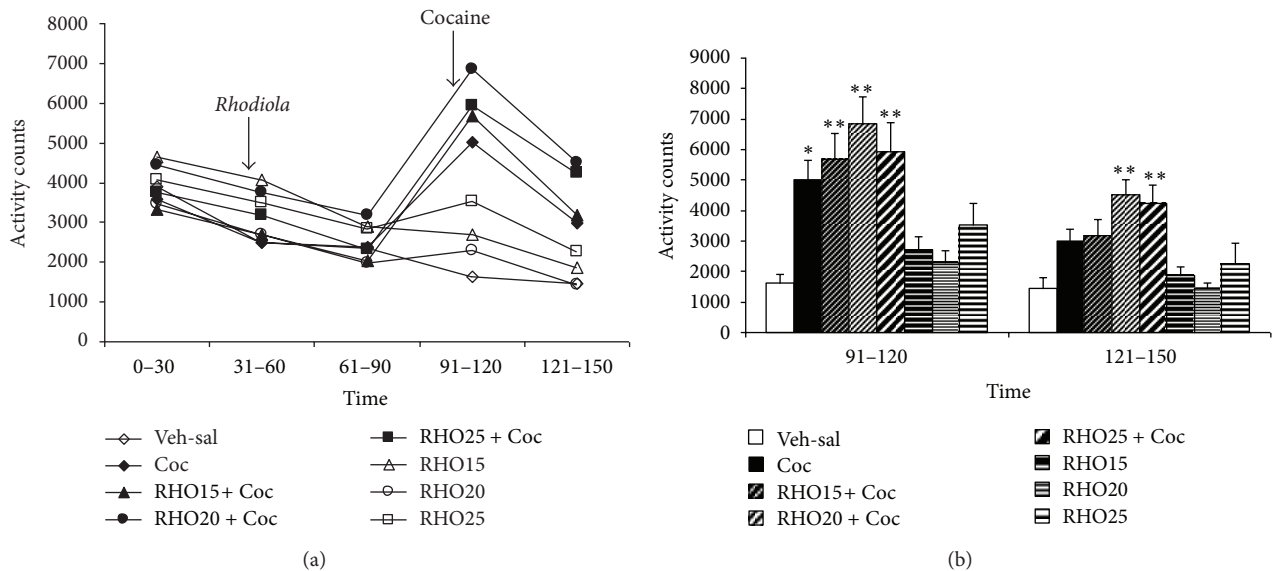 8000
7000
6000
5000
4000
3000
2000
1000
0
Activity counts
Rhodiola
Cocaine
0–30 31–60 61–90 91–120 121–150
Time
Veh-sal
Coc
RHO15+ Coc
RHO20 + Coc
RHO25 + Coc
RHO15
RHO20
RHO25
(a)
9000
8000
7000
6000
5000
4000
3000
2000
1000
0
Activity counts
* ** ** ** ** **
91–120 121–150
Time
Veh-sal
Coc
RHO15+ Coc
RHO20 + Coc
RHO25 + Coc
RHO15
RHO20
RHO25
(b)